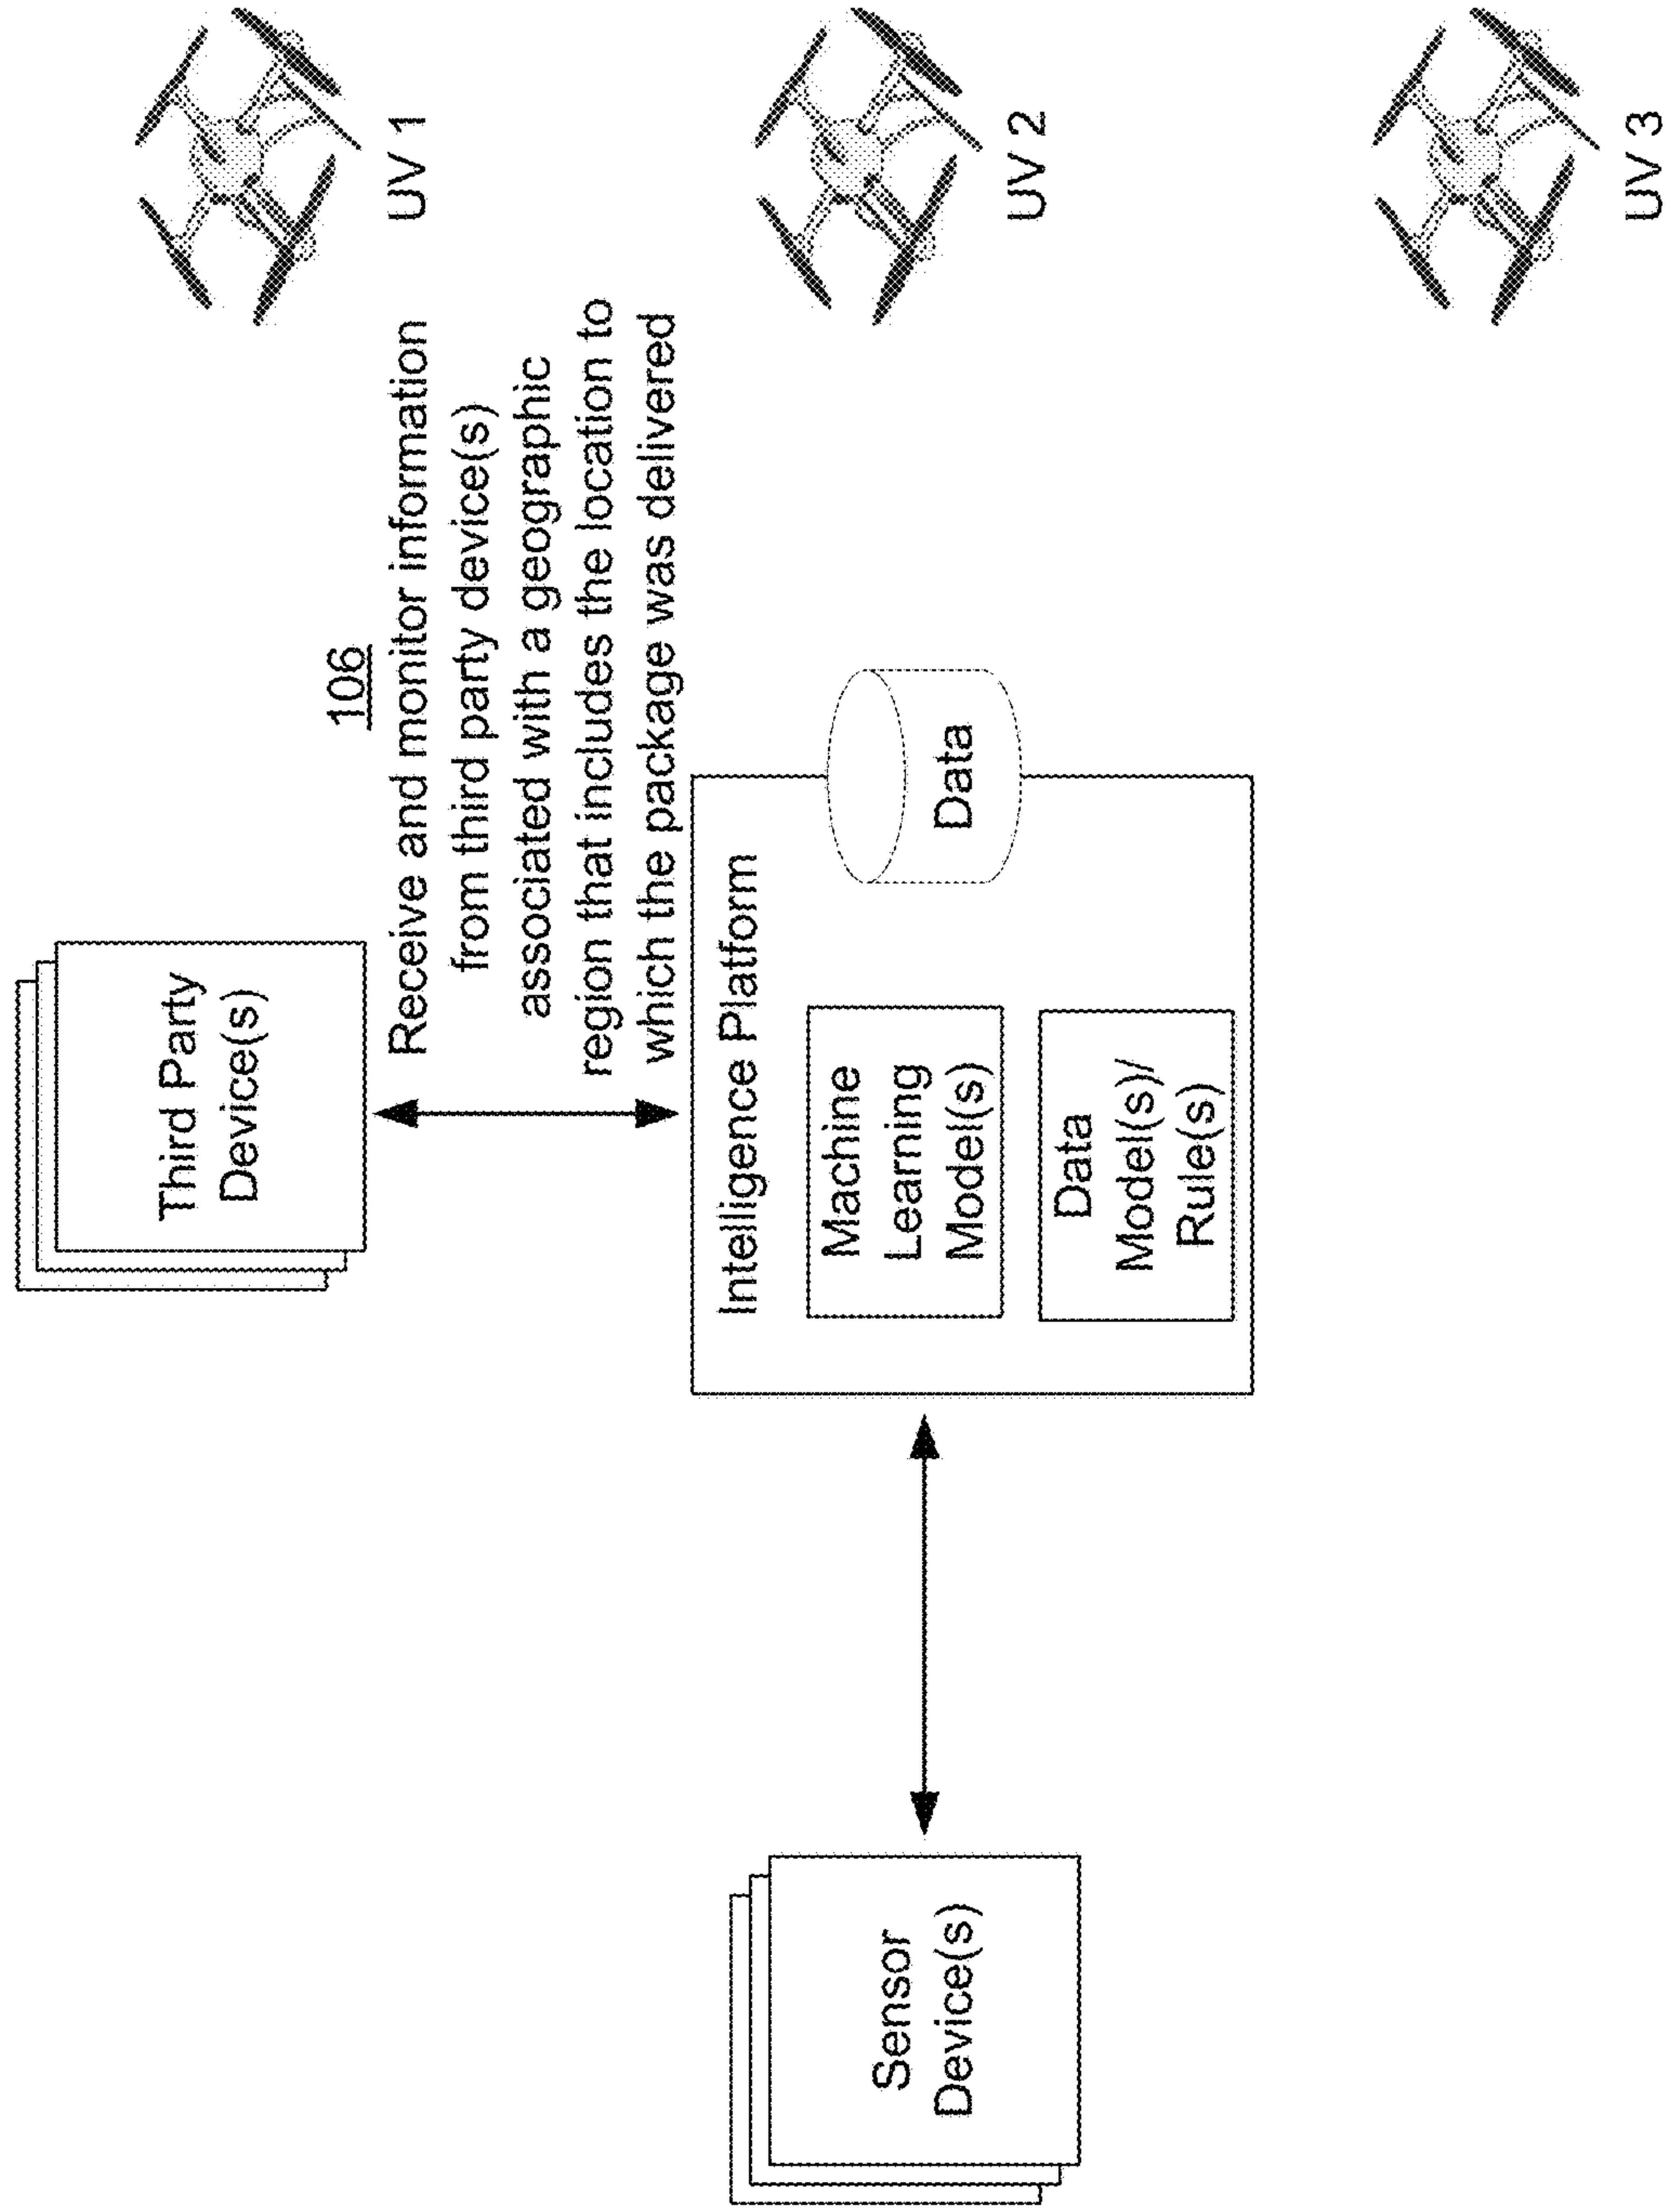 Third Party
Device(s)
106
Receive and monitor information
from third party device(s)
associated with a geographic
region that includes the location to
which the package was delivered
UV 1
Sensor
Device(s)
Intelligence Platform
Machine
Learning
Model(s)
Data
Model(s)/
Rule(s)
Data
UV 2
UV 3